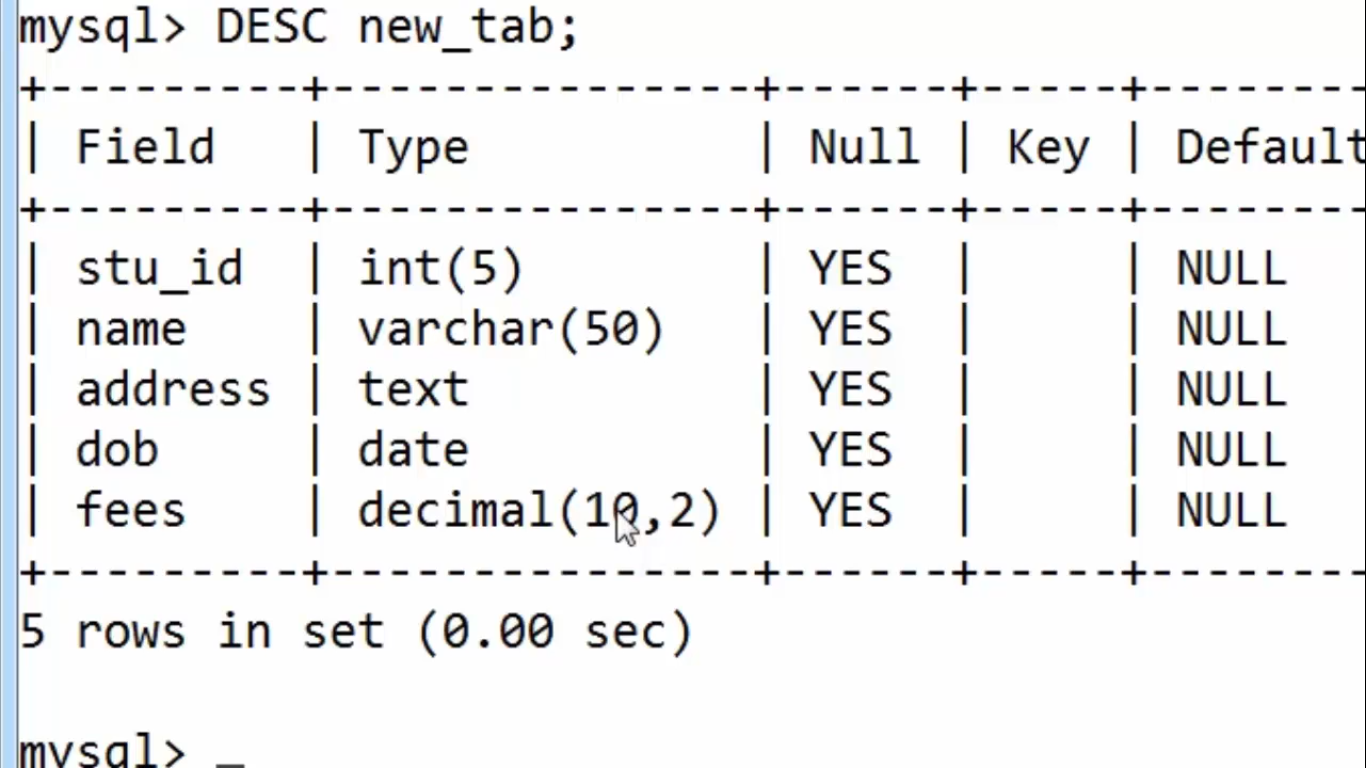 mysql> DESC new_tab;
+---------+---------------+------+-----+--------
| Field   | Type          | Null | Key | Default
+---------+---------------+------+-----+--------
| stu_id  | int(5)        | YES  |     | NULL
| name    | varchar(50)   | YES  |     | NULL
| address | text          | YES  |     | NULL
| dob     | date          | YES  |     | NULL
| fees    | decimal(10,2) | YES  |     | NULL
+---------+---------------+------+-----+--------
5 rows in set (0.00 sec)
mysql> _